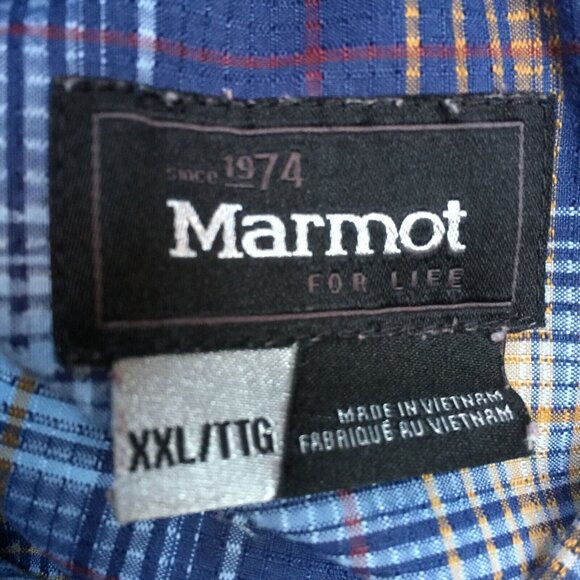 since 1974
Marmot
FOR LIFE
XXL/TTG
MADE IN VIETNAM
FABRIQUÉ AU VIETNAM